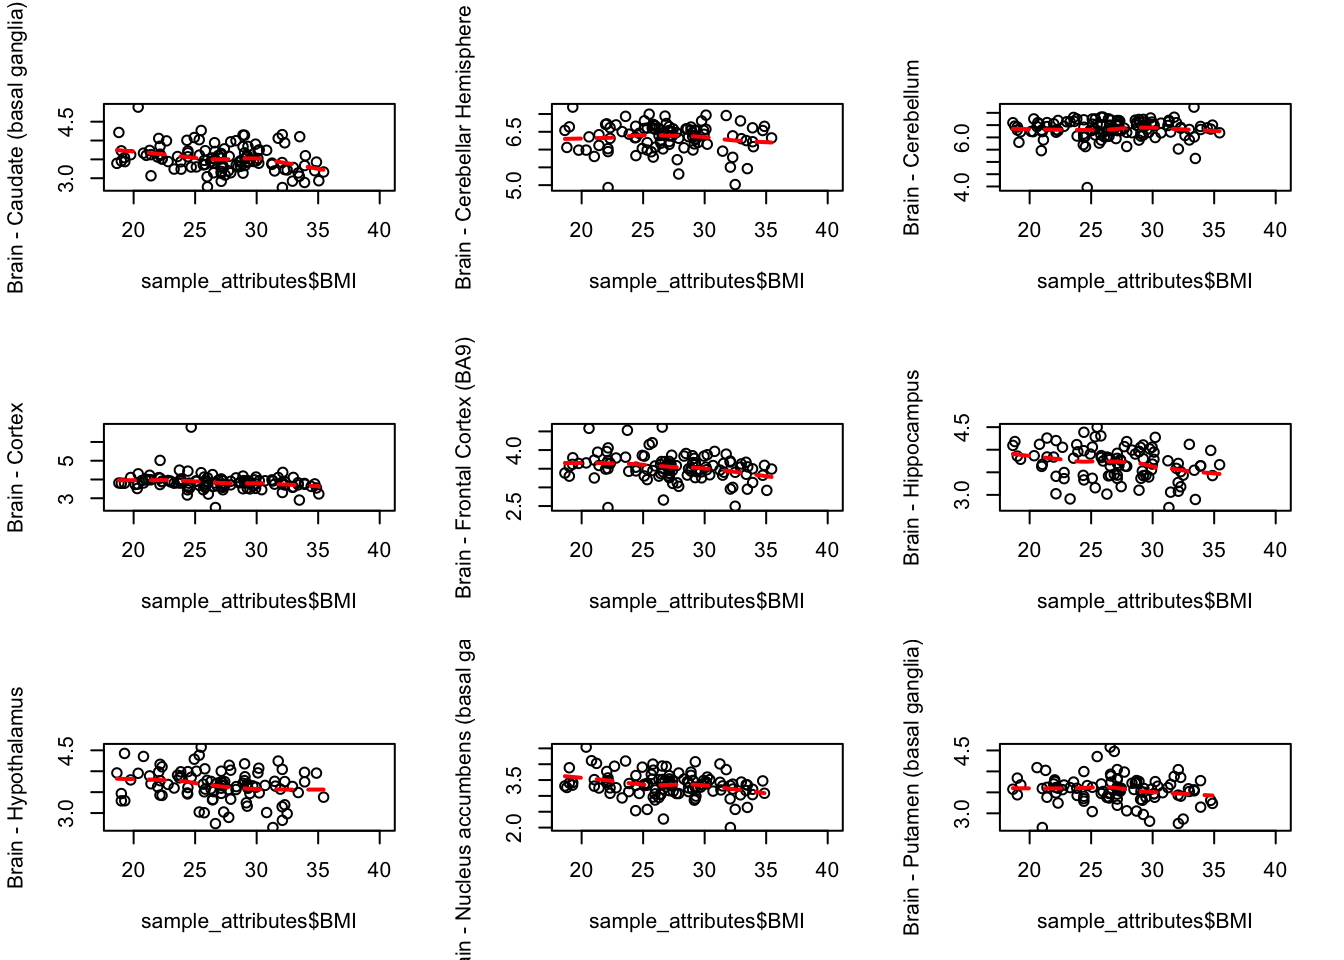 Brain - Caudate (basal ganglia)
4.5
3.0
20 25 30 35 40
sample_attributes$BMI
Brain - Cerebellar Hemisphere
6.5
5.0
20 25 30 35 40
sample_attributes$BMI
Brain - Cerebellum
6.0
4.0
20 25 30 35 40
sample_attributes$BMI
Brain - Cortex
5
3
20 25 30 35 40
sample_attributes$BMI
Brain - Frontal Cortex (BA9)
4.0
2.5
20 25 30 35 40
sample_attributes$BMI
Brain - Hippocampus
4.5
3.0
20 25 30 35 40
sample_attributes$BMI
Brain - Hypothalamus
4.5
3.0
20 25 30 35 40
sample_attributes$BMI
ain - Nucleus accumbens (basal ga
3.5
2.0
20 25 30 35 40
sample_attributes$BMI
Brain - Putamen (basal ganglia)
4.5
3.0
20 25 30 35 40
sample_attributes$BMI